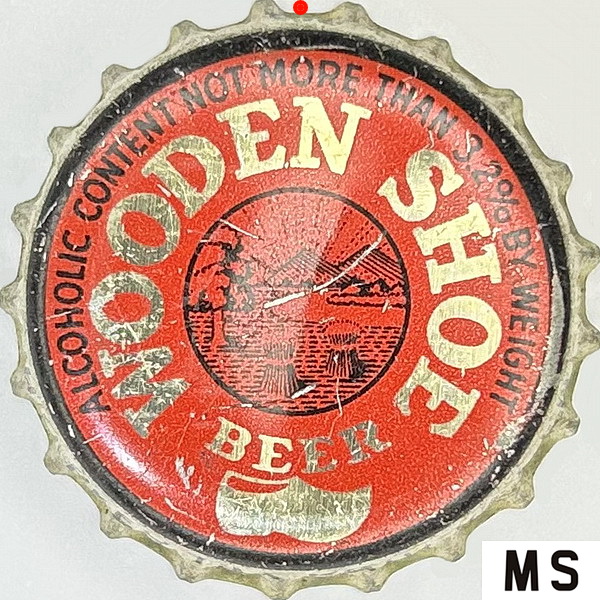 ALCOHOLIC CONTENT NOT MORE THAN 3.2% BY WEIGHT
WOODEN SHOE
BEER
MS